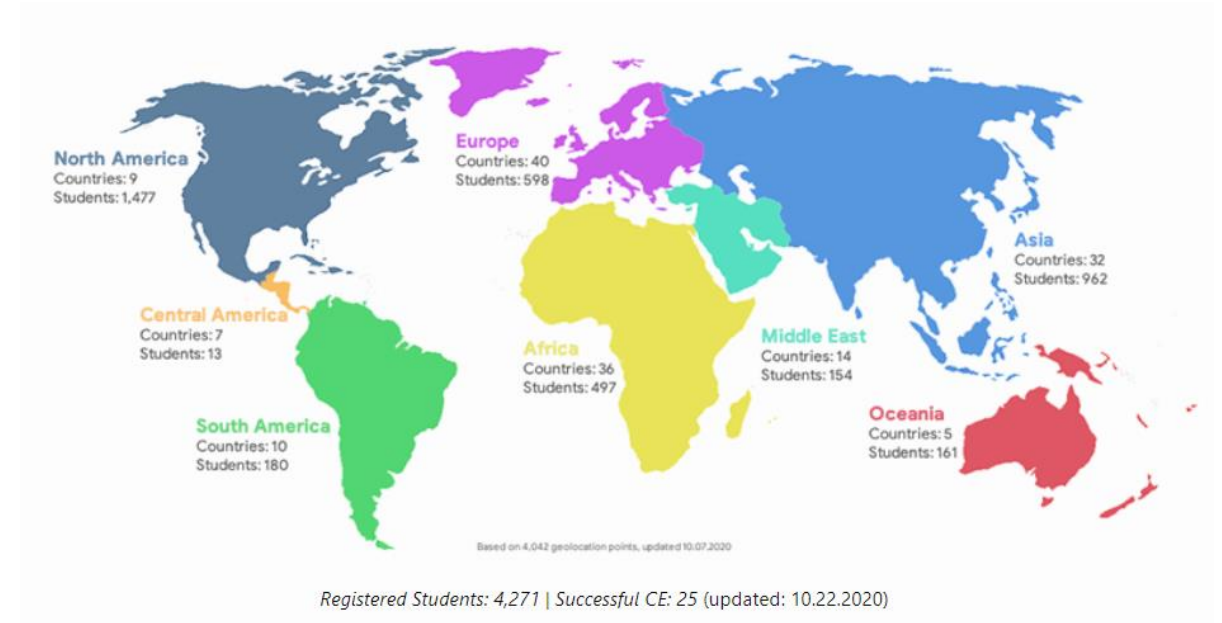 North America
Countries: 9
Students: 1,477
Europe
Countries: 40
Students: 598
Asia
Countries: 32
Students: 962
Central America
Countries: 7
Students: 13
Africa
Countries: 36
Students: 497
Middle East
Countries: 14
Students: 154
South America
Countries: 10
Students: 180
Oceania
Countries: 5
Students: 161
Based on 4,042 geolocation points, updated 10.07.2020
Registered Students: 4,271 | Successful CE: 25 (updated: 10.22.2020)